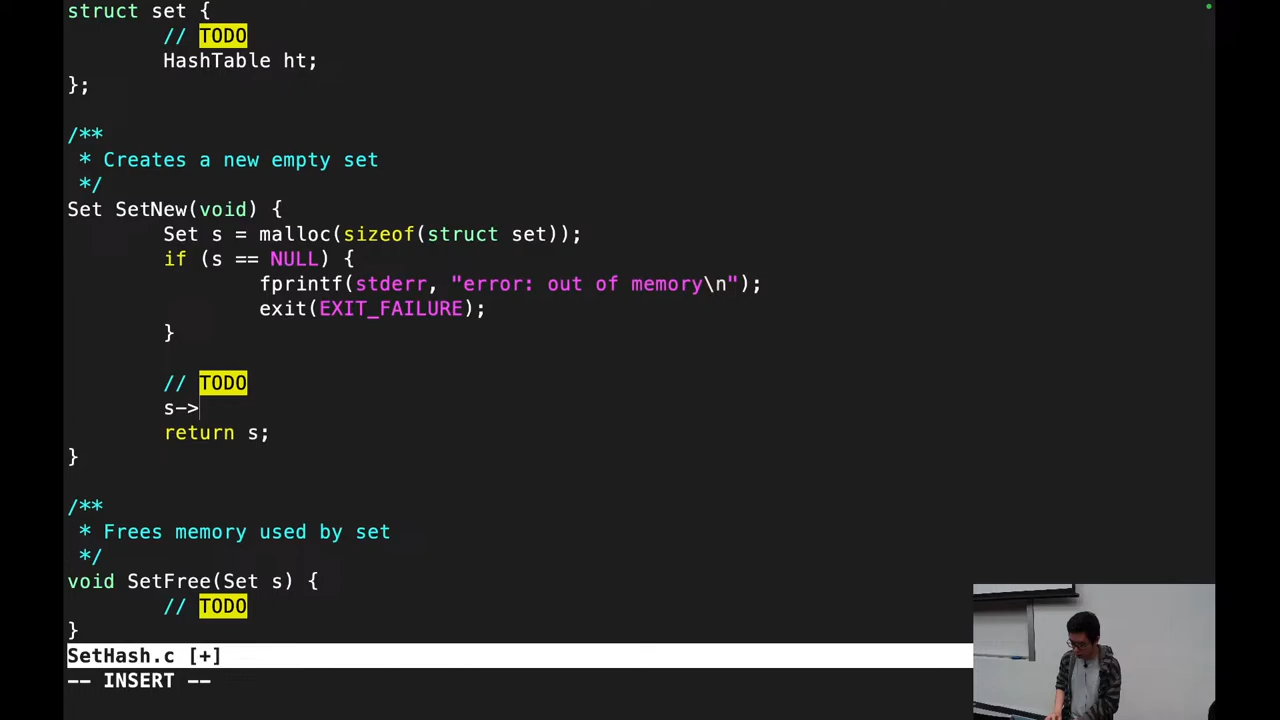 struct set {
        // TODO
        HashTable ht;
};

/**
 * Creates a new empty set
 */
Set SetNew(void) {
        Set s = malloc(sizeof(struct set));
        if (s == NULL) {
                fprintf(stderr, "error: out of memory\n");
                exit(EXIT_FAILURE);
        }

        // TODO
        s->
        return s;
}

/**
 * Frees memory used by set
 */
void SetFree(Set s) {
        // TODO
}
SetHash.c [+]
-- INSERT --